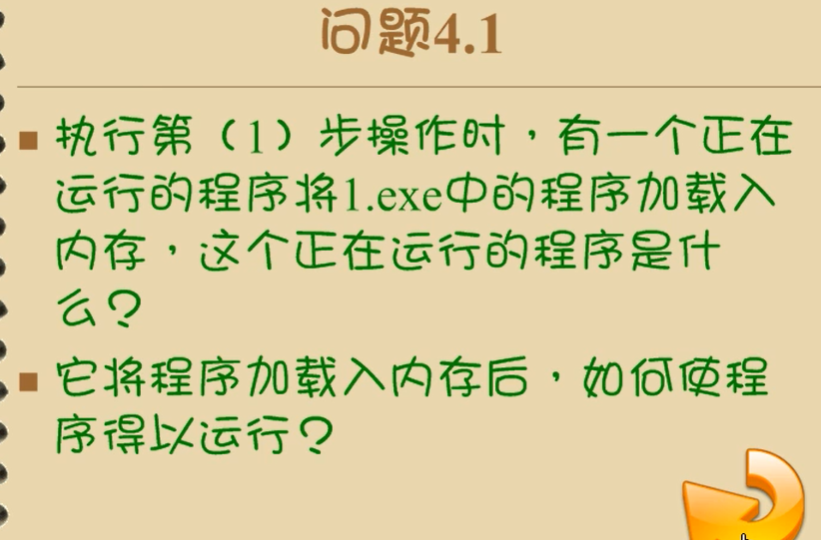 问题4.1
执行第（1）步操作时，有一个正在
运行的程序将1.exe中的程序加载入
内存，这个正在运行的程序是什
么？
它将程序加载入内存后，如何使程
序得以运行？